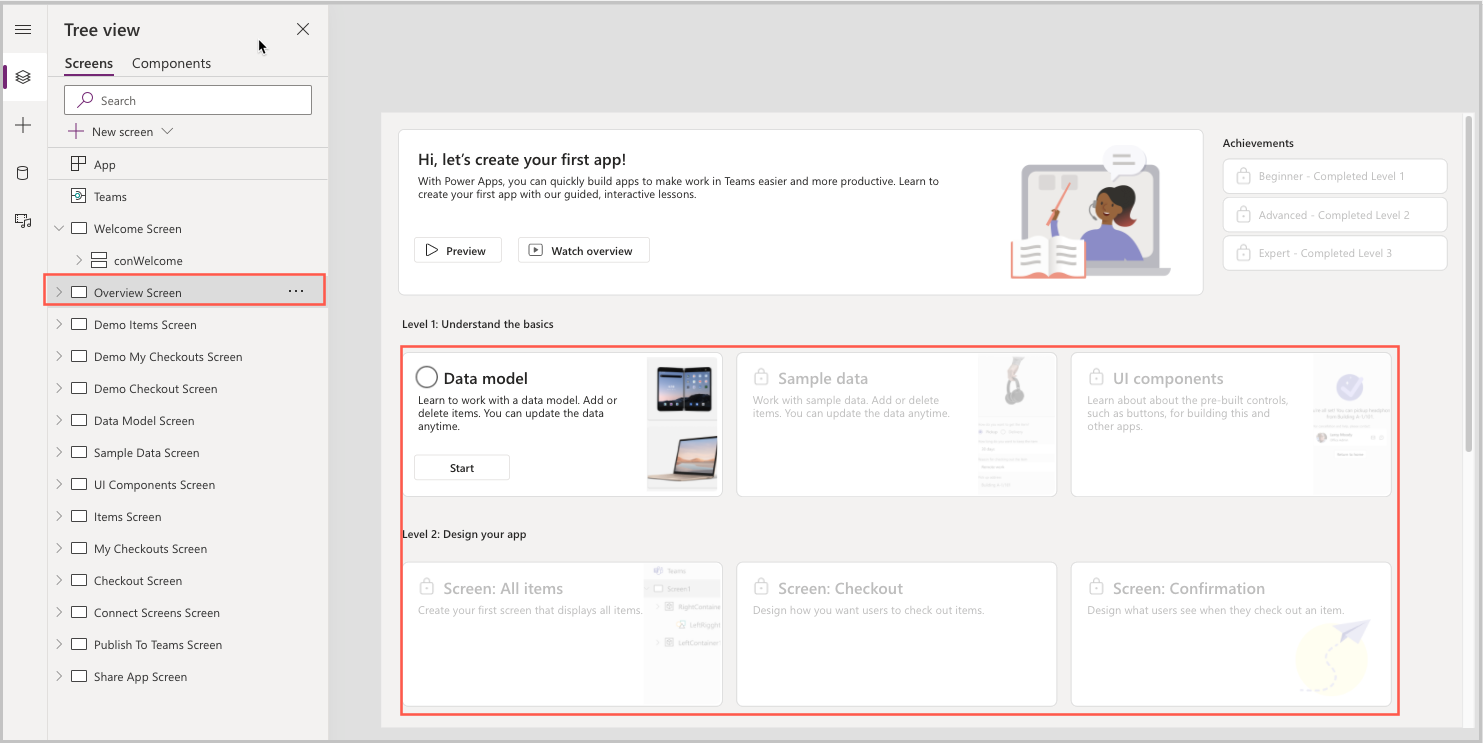 Tree view
Screens
Components
Search
New screen
App
Teams
Welcome Screen
conWelcome
Overview Screen
Demo Items Screen
Demo My Checkouts Screen
Demo Checkout Screen
Data Model Screen
Sample Data Screen
UI Components Screen
Items Screen
My Checkouts Screen
Checkout Screen
Connect Screens Screen
Publish To Teams Screen
Share App Screen
Hi, let's create your first app!
With Power Apps, you can quickly build apps to make work in Teams easier and more productive. Learn to
create your first app with our guided, interactive lessons.
Preview
Watch overview
Achievements
Beginner - Completed Level 1
Advanced - Completed Level 2
Expert - Completed Level 3
Level 1: Understand the basics
Data model
Learn to work with a data model. Add or
delete items. You can update the data
anytime.
Start
Sample data
Work with sample data. Add or delete
items. You can update the data anytime.
UI components
Learn about about the pre-built controls,
such as buttons, for building this and
other apps.
Level 2: Design your app
Screen: All items
Create your first screen that displays all items.
Teams
Screen1
RightContaine
LeftContainer
Screen: Checkout
Design how you want users to check out items.
Screen: Confirmation
Design what users see when they check out an item.